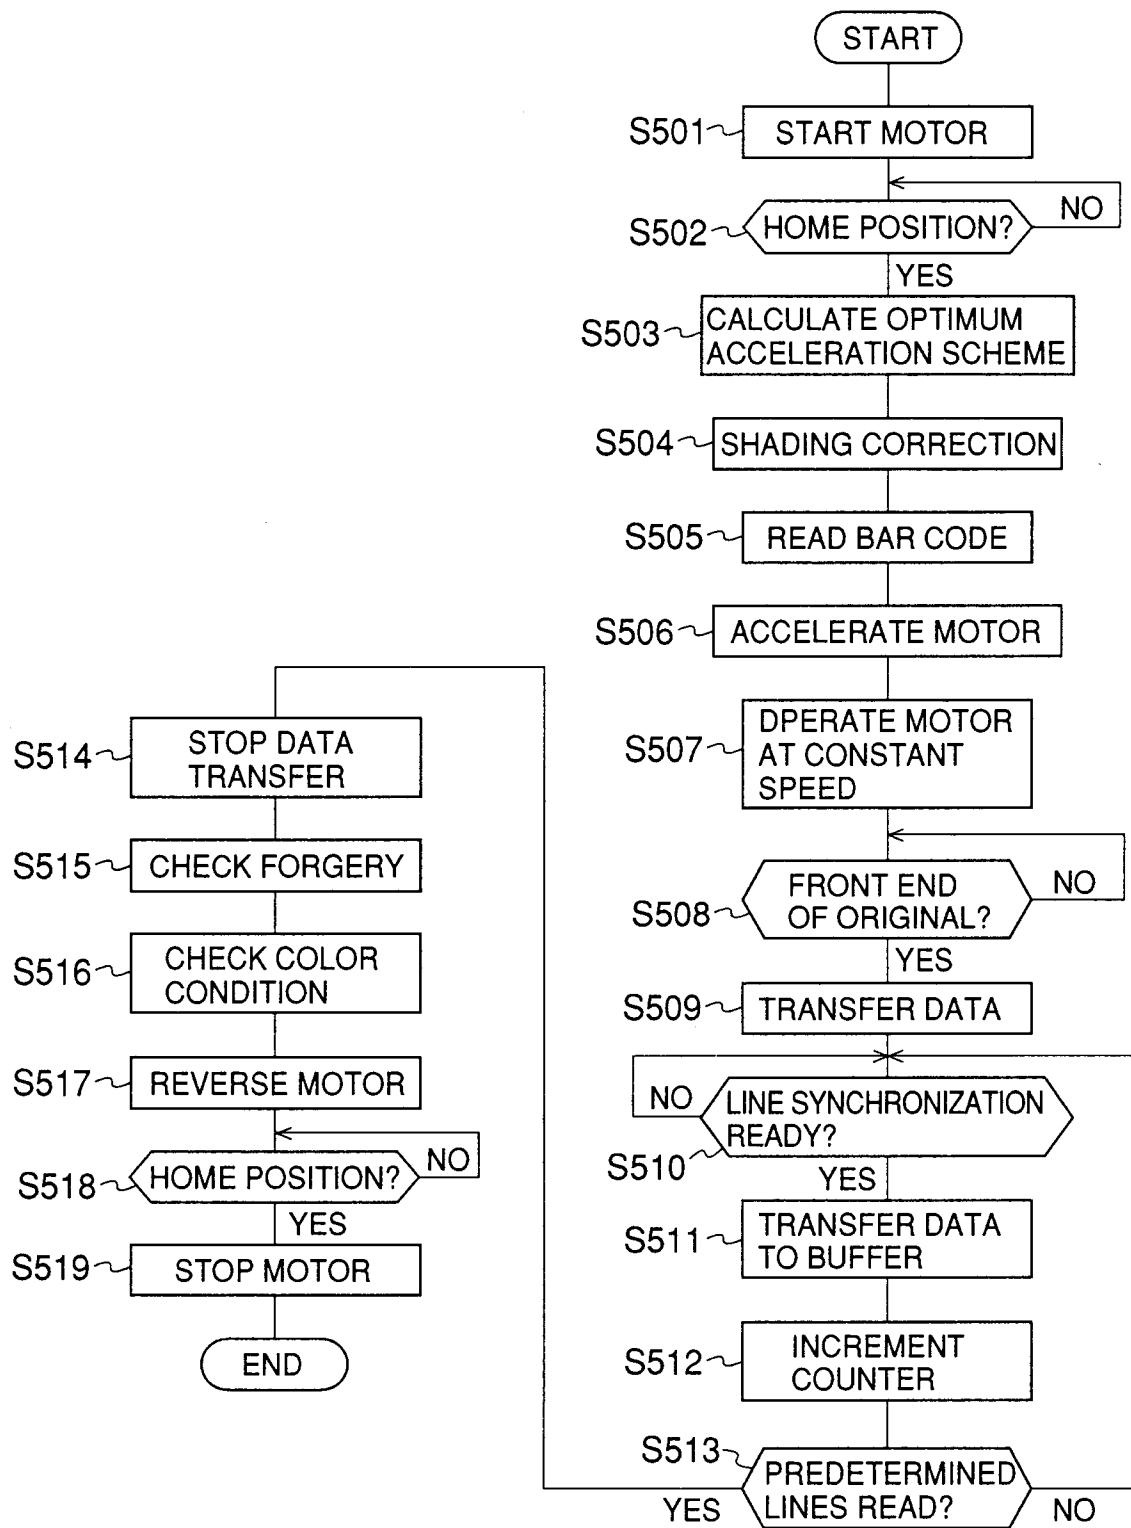 START
S501
START MOTOR
S502
HOME POSITION?
NO
YES
S503
CALCULATE OPTIMUM
ACCELERATION SCHEME
S504
SHADING CORRECTION
S505
READ BAR CODE
S506
ACCELERATE MOTOR
S507
DPERATE MOTOR
AT CONSTANT
SPEED
S508
FRONT END
OF ORIGINAL?
NO
YES
S509
TRANSFER DATA
NO
LINE SYNCHRONIZATION
READY?
S510
YES
S511
TRANSFER DATA
TO BUFFER
S512
INCREMENT
COUNTER
S513
PREDETERMINED
LINES READ?
YES
NO
S514
STOP DATA
TRANSFER
S515
CHECK FORGERY
S516
CHECK COLOR
CONDITION
S517
REVERSE MOTOR
S518
HOME POSITION?
NO
YES
S519
STOP MOTOR
END